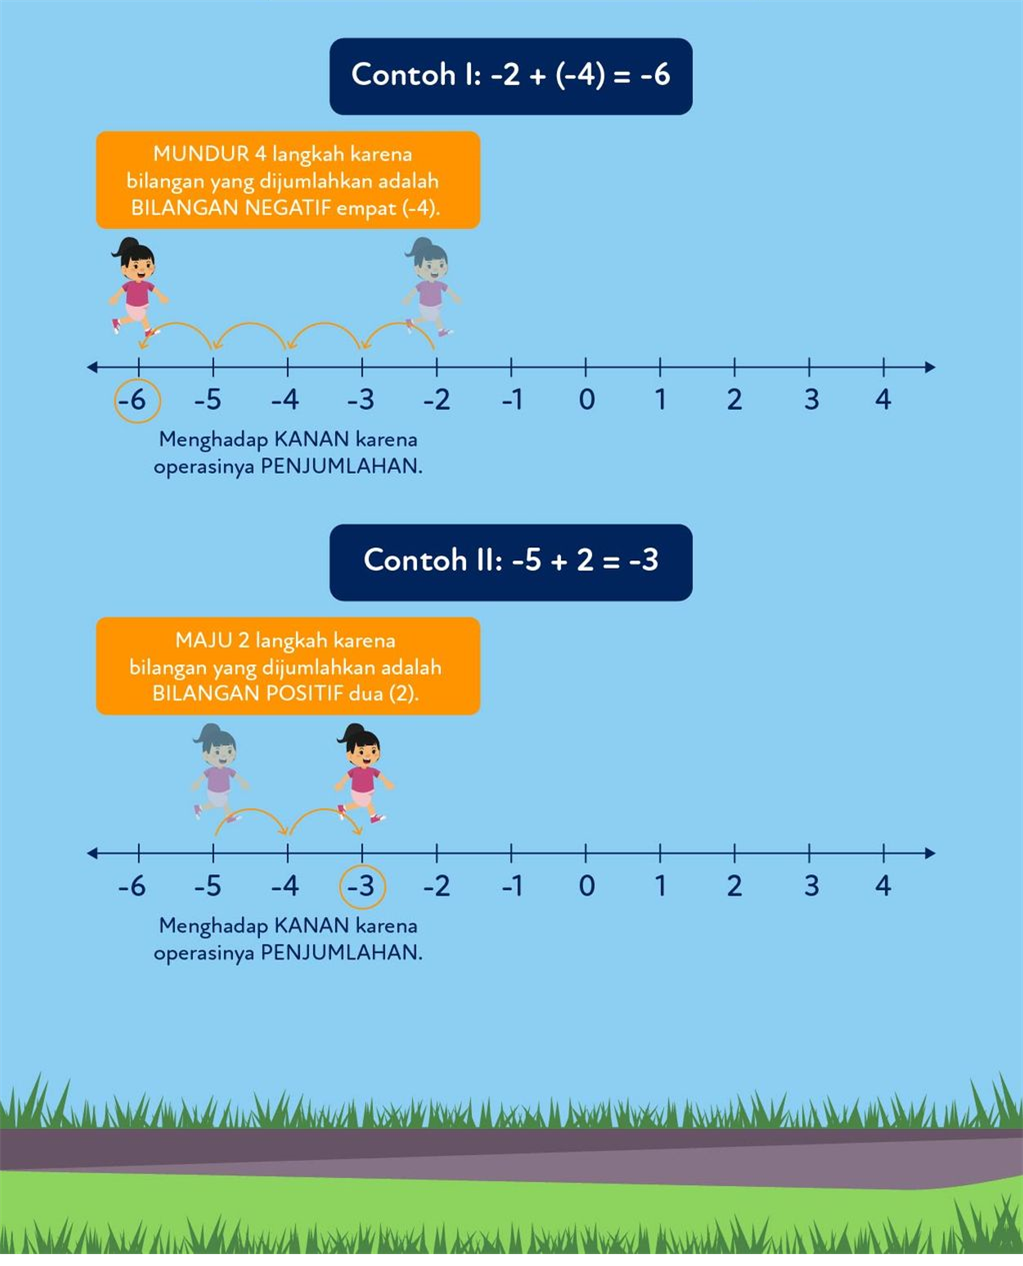 Contoh I: -2 + (-4) = -6
MUNDUR 4 langkah karena
bilangan yang dijumlahkan adalah
BILANGAN NEGATIF empat (-4).
-6 -5 -4 -3 -2 -1 0 1 2 3 4
Menghadap KANAN karena
operasinya PENJUMLAHAN.
Contoh II: -5 + 2 = -3
MAJU 2 langkah karena
bilangan yang dijumlahkan adalah
BILANGAN POSITIF dua (2).
-6 -5 -4 -3 -2 -1 0 1 2 3 4
Menghadap KANAN karena
operasinya PENJUMLAHAN.